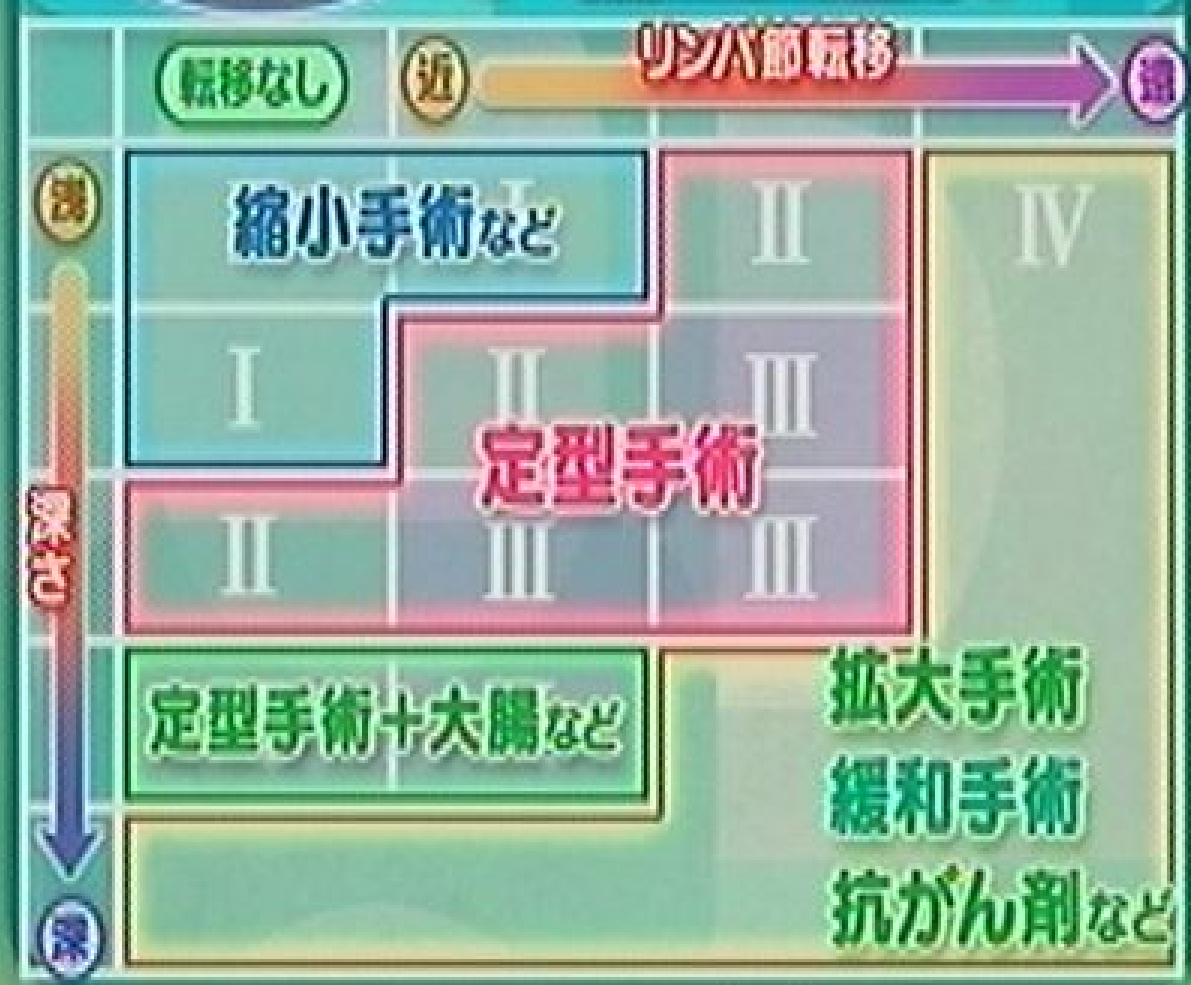 転移なし
近
リンパ節転移
遠
浅
縮小手術など
I
II
IV
I
II
III
定型手術
深さ
II
III
III
定型手術+大腸など
拡大手術
緩和手術
抗がん剤など
深